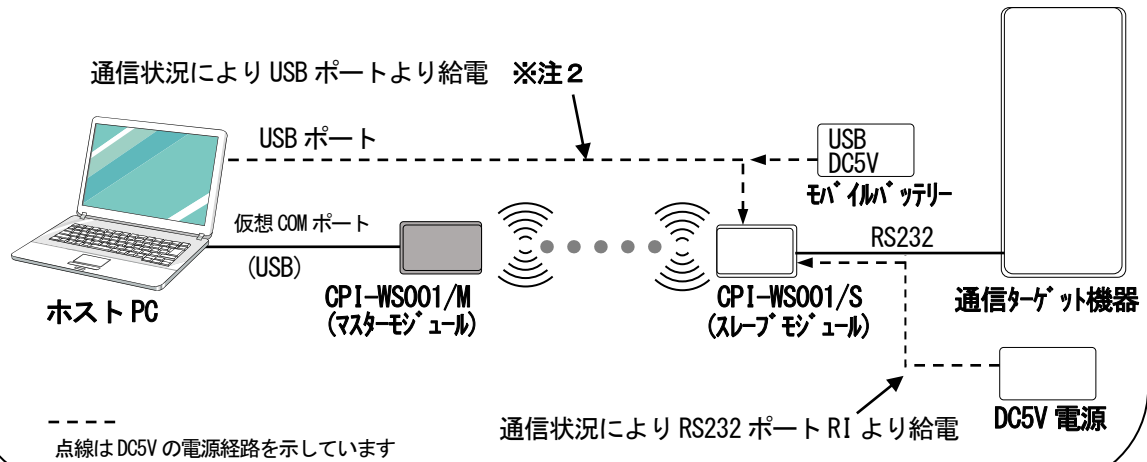 通信状況により USB ポートより給電 ※注２
USB ポート
USB
DC5V
ﾓﾊﾞｲﾙﾊﾞｯﾃﾘｰ
仮想 COM ポート
(USB)
RS232
ホスト PC
CPI-WS001/M
(ﾏｽﾀｰﾓｼﾞｭｰﾙ)
CPI-WS001/S
(ｽﾚｰﾌﾞﾓｼﾞｭｰﾙ)
通信ﾀｰｹﾞｯﾄ機器
DC5V 電源
通信状況により RS232 ポート RI より給電
点線は DC5V の電源経路を示しています